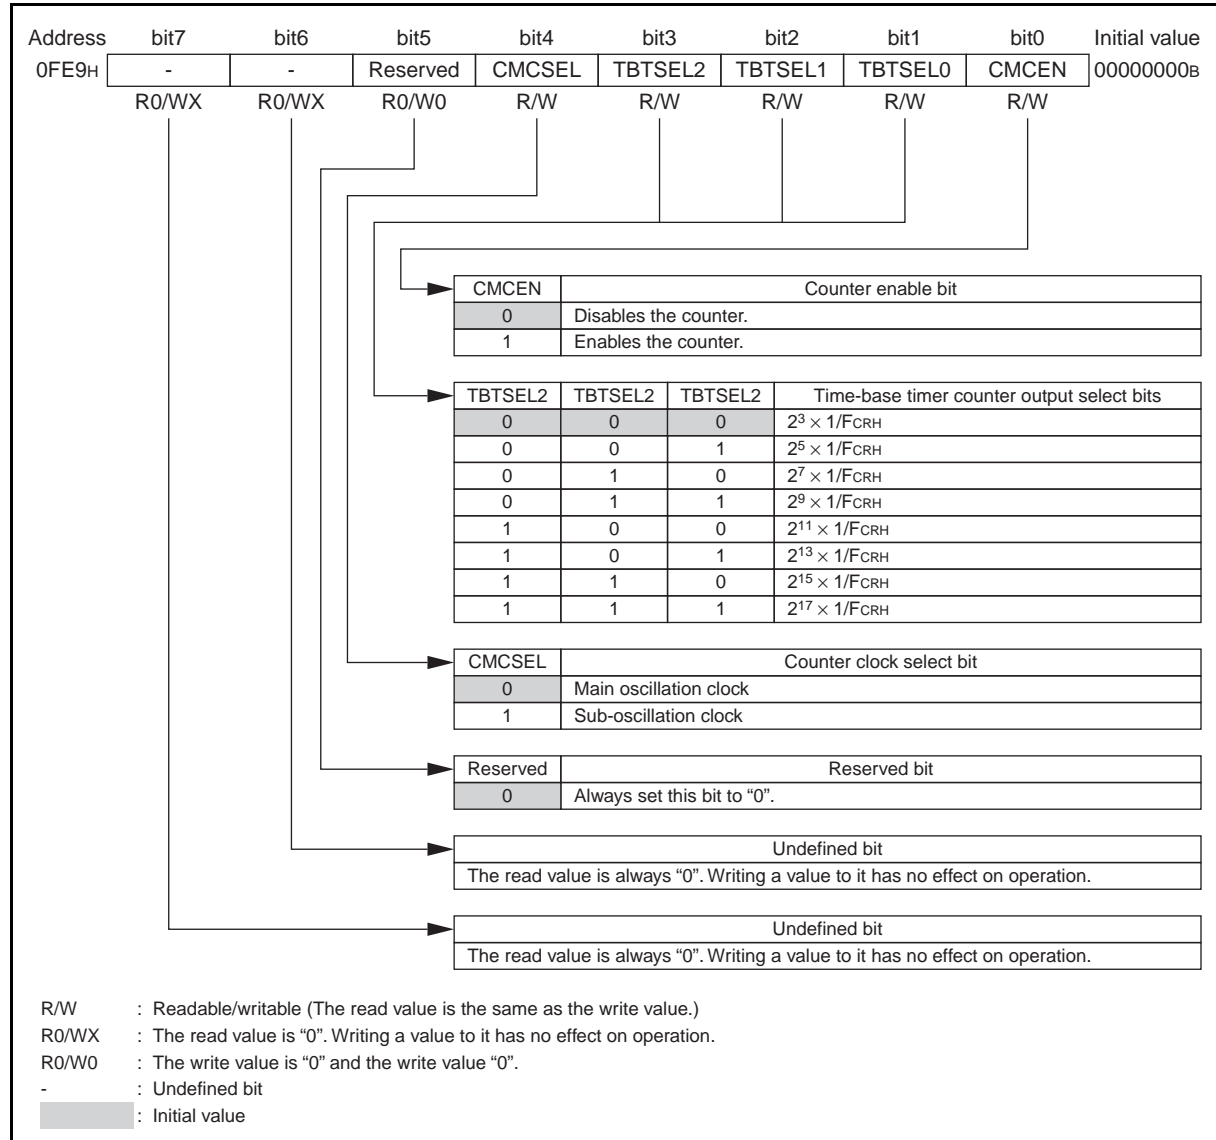 Address bit7 bit6 bit5 bit4 bit3 bit2 bit1 bit0 Initial value
0FE9H - - Reserved CMCSEL TBTSEL2 TBTSEL1 TBTSEL0 CMCEN 00000000B
R0/WX R0/WX R0/W0 R/W R/W R/W R/W R/W
CMCEN Counter enable bit
0 Disables the counter.
1 Enables the counter.
TBTSEL2 TBTSEL2 TBTSEL2 Time-base timer counter output select bits
0 0 0 2³ × 1/FCRH
0 0 1 2⁵ × 1/FCRH
0 1 0 2⁷ × 1/FCRH
0 1 1 2⁹ × 1/FCRH
1 0 0 2¹¹ × 1/FCRH
1 0 1 2¹³ × 1/FCRH
1 1 0 2¹⁵ × 1/FCRH
1 1 1 2¹⁷ × 1/FCRH
CMCSEL Counter clock select bit
0 Main oscillation clock
1 Sub-oscillation clock
Reserved Reserved bit
0 Always set this bit to “0”.
Undefined bit
The read value is always “0”. Writing a value to it has no effect on operation.
Undefined bit
The read value is always “0”. Writing a value to it has no effect on operation.
R/W : Readable/writable (The read value is the same as the write value.)
R0/WX : The read value is “0”. Writing a value to it has no effect on operation.
R0/W0 : The write value is “0” and the write value “0”.
- : Undefined bit
: Initial value